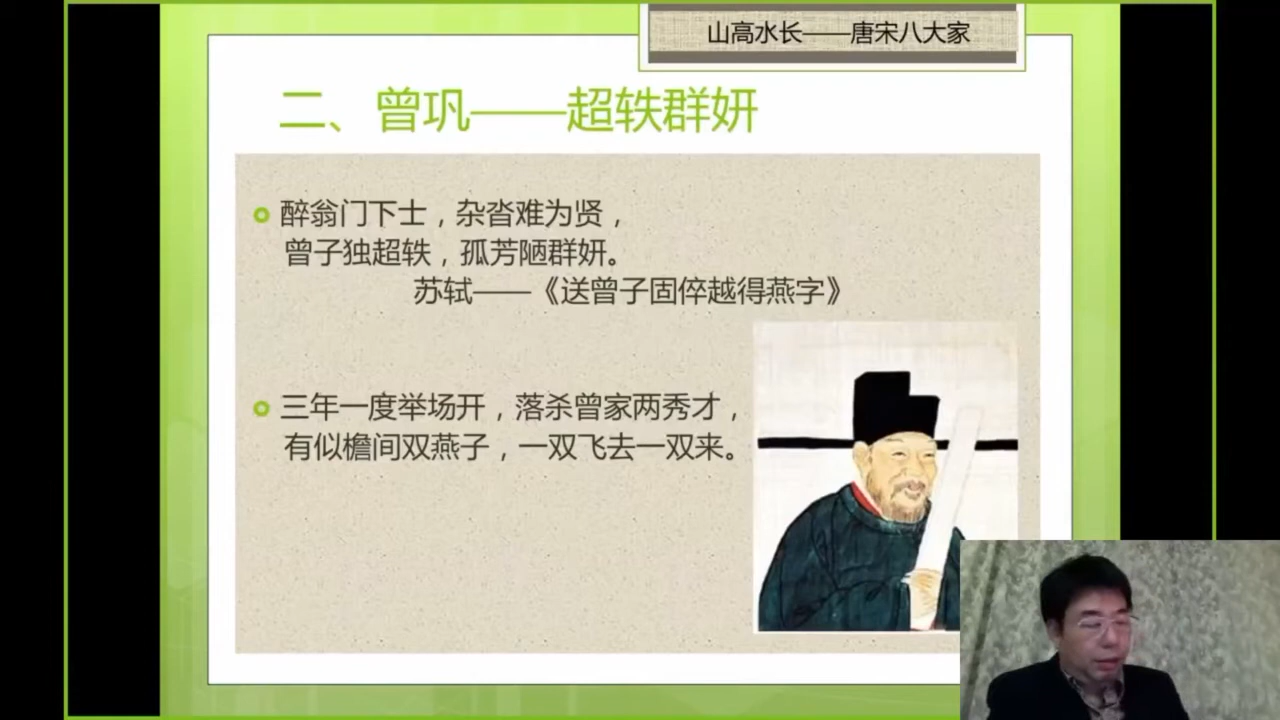 山高水长——唐宋八大家
二、曾巩——超轶群妍
醉翁门下士，杂沓难为贤，
曾子独超轶，孤芳陋群妍。
苏轼——《送曾子固倅越得燕字》
三年一度举场开，落杀曾家两秀才，
有似檐间双燕子，一双飞去一双来。